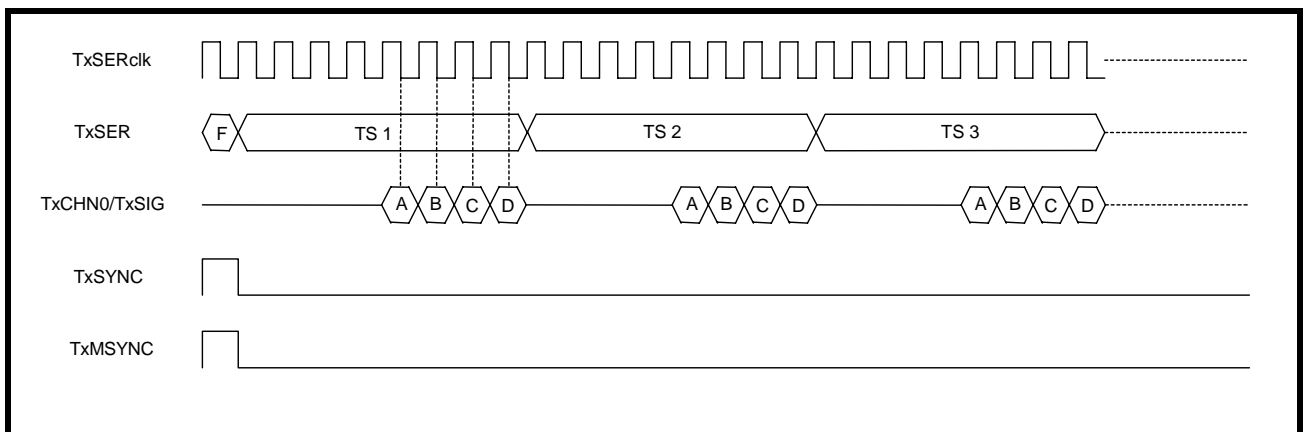 TxSERclk
TxSER
F
TS 1
TS 2
TS 3
TxCHN0/TxSIG
A B C D
A B C D
A B C D
TxSYNC
TxMSYNC